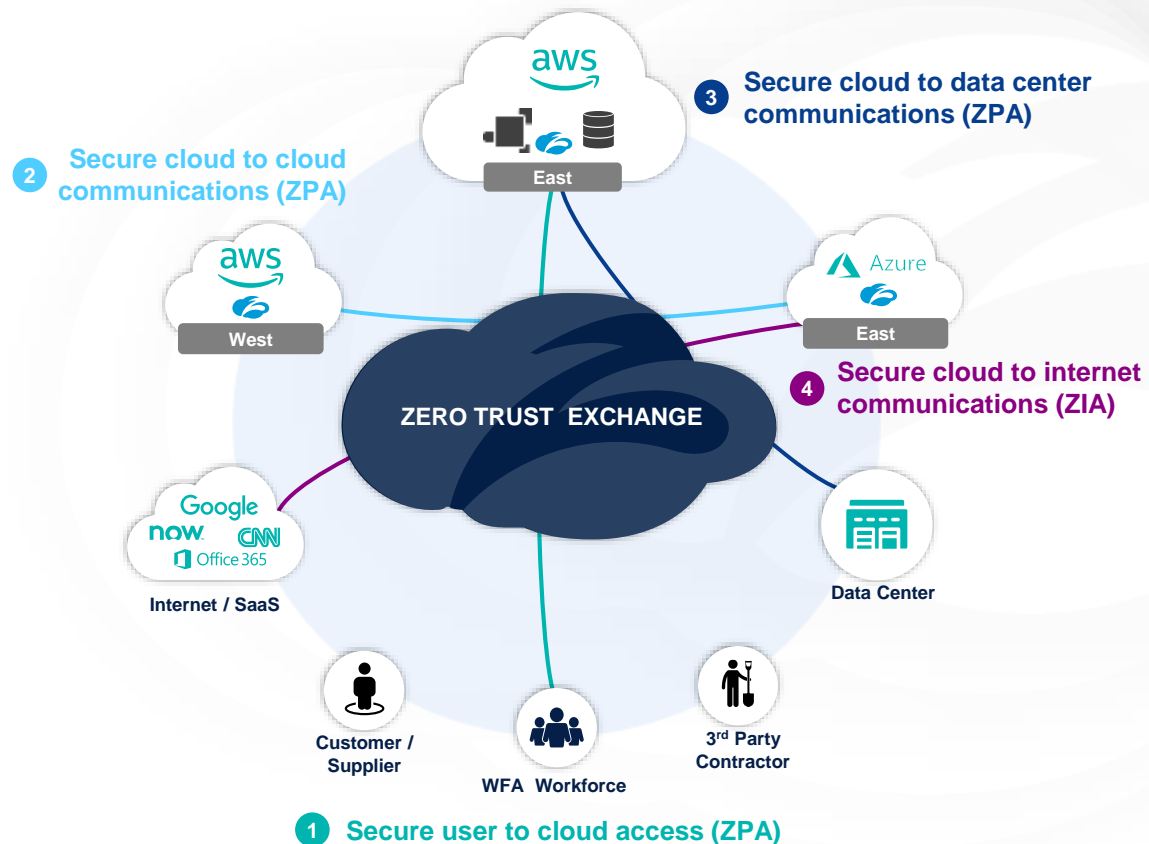 aws
East
3
Secure cloud to data center
communications (ZPA)
2
Secure cloud to cloud
communications (ZPA)
aws
West
Azure
East
4
Secure cloud to internet
communications (ZIA)
ZERO TRUST EXCHANGE
Google
now.
CNN
Office 365
Internet / SaaS
Data Center
Customer /
Supplier
WFA Workforce
3rd Party
Contractor
1
Secure user to cloud access (ZPA)